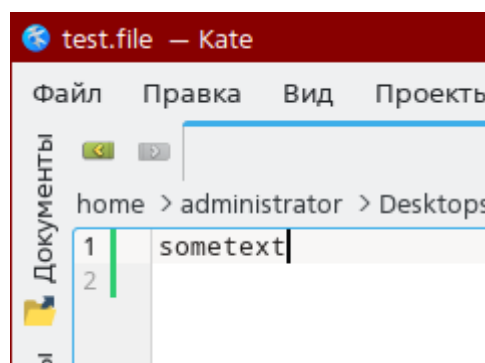 test.file — Kate
Файл Правка Вид Проекты
Документы
home > administrator > Desktops
1 sometext
2